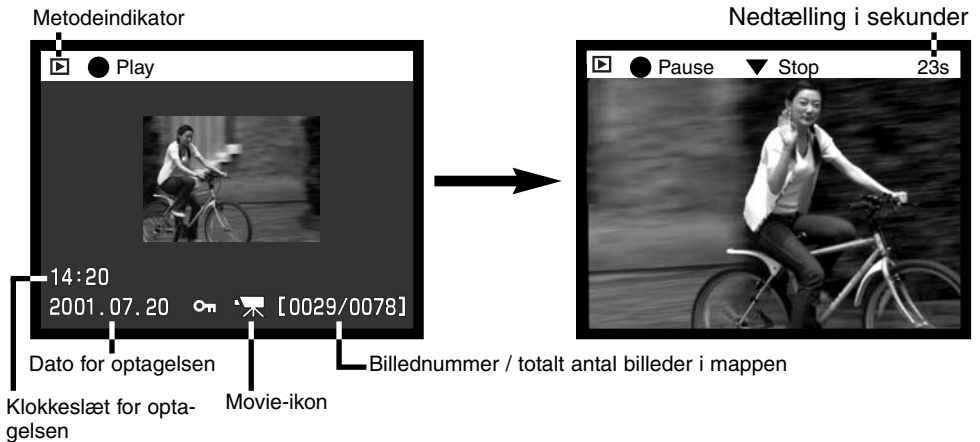 Metodeindikator
Play
14:20
2001.07.20 [0029/0078]
Dato for optagelsen
Klokkeslæt for opta-
gelsen
Movie-ikon
Billednummer / totalt antal billeder i mappen
Nedtælling i sekunder
Pause Stop 23s